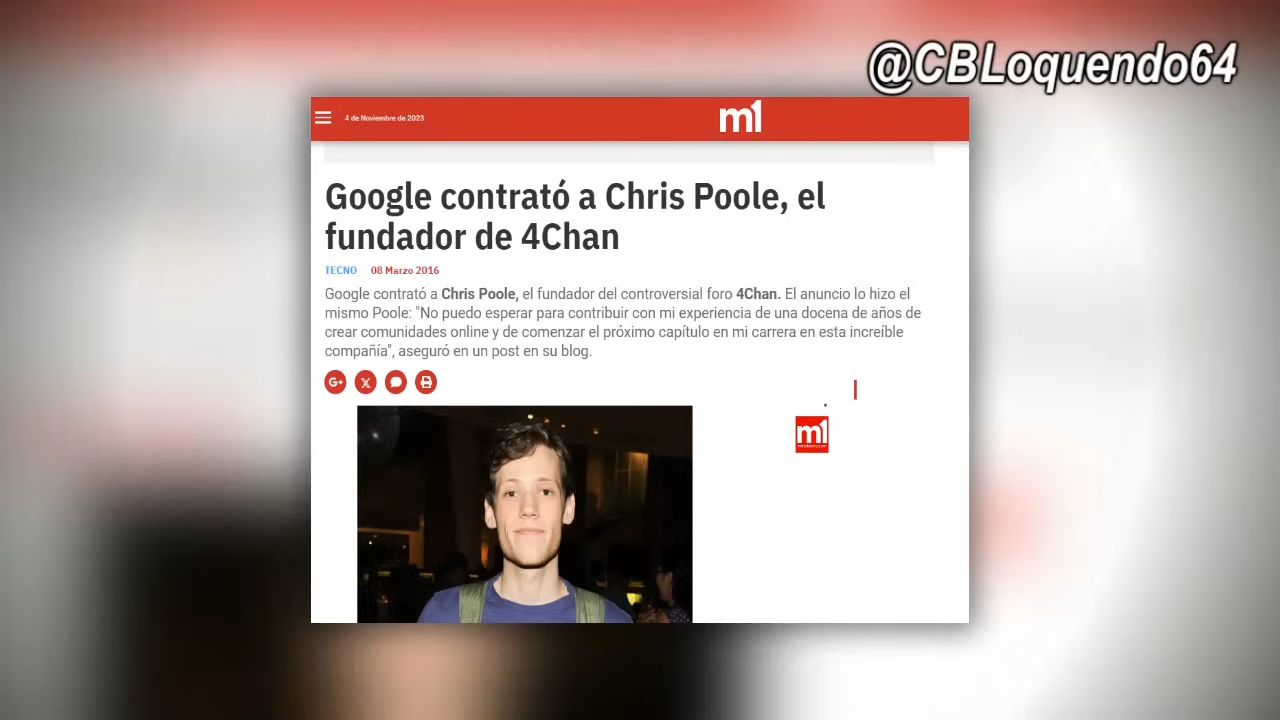 @CBLoquendo64
4 de Noviembre de 2023
m1
Google contrató a Chris Poole, el
fundador de 4Chan
TECNO 08 Marzo 2016
Google contrató a Chris Poole, el fundador del controversial foro 4Chan. El anuncio lo hizo el
mismo Poole: "No puedo esperar para contribuir con mi experiencia de una docena de años de
crear comunidades online y de comenzar el próximo capítulo en mi carrera en esta increíble
compañía", aseguró en un post en su blog.
G+ X
m1